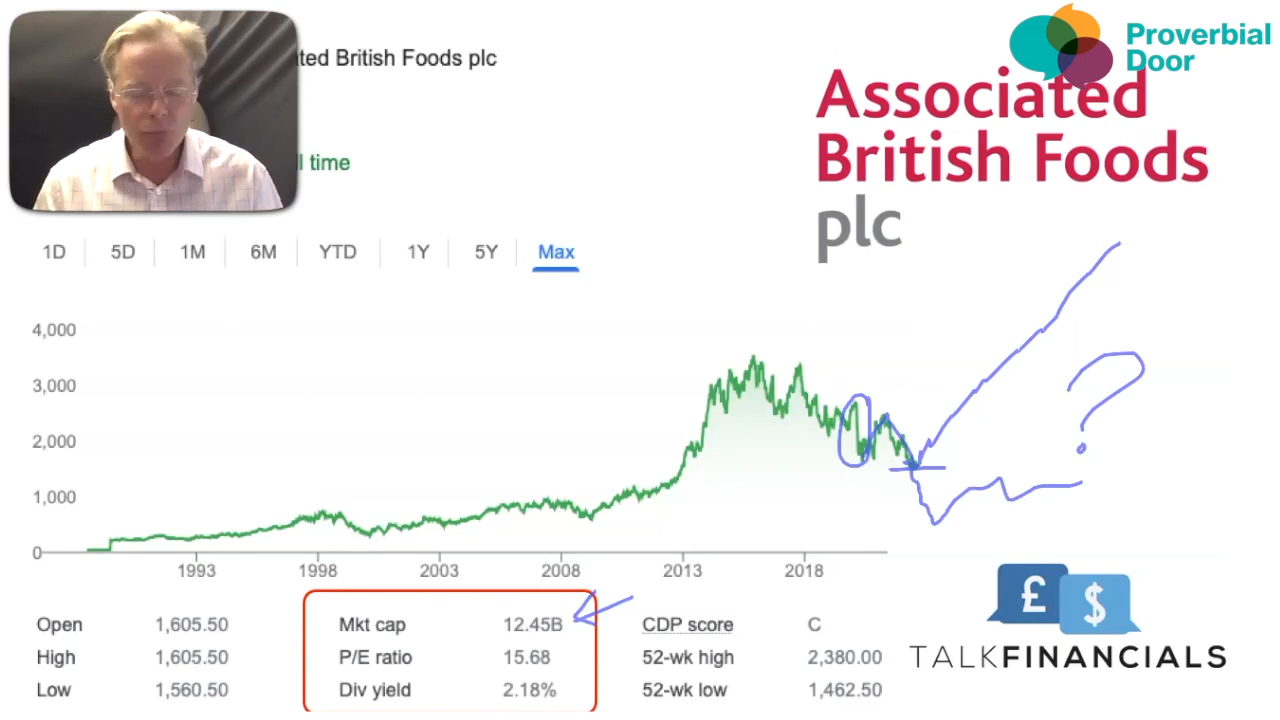 Proverbial
Door
ted British Foods plc
Associated
British Foods
plc
l time
1D 5D 1M 6M YTD 1Y 5Y Max
4,000
3,000
2,000
1,000
0
1993 1998 2003 2008 2013 2018
?
£ $
Open 1,605.50 Mkt cap 12.45B CDP score C
High 1,605.50 P/E ratio 15.68 52-wk high 2,380.00
Low 1,560.50 Div yield 2.18% 52-wk low 1,462.50
TALKFINANCIALS